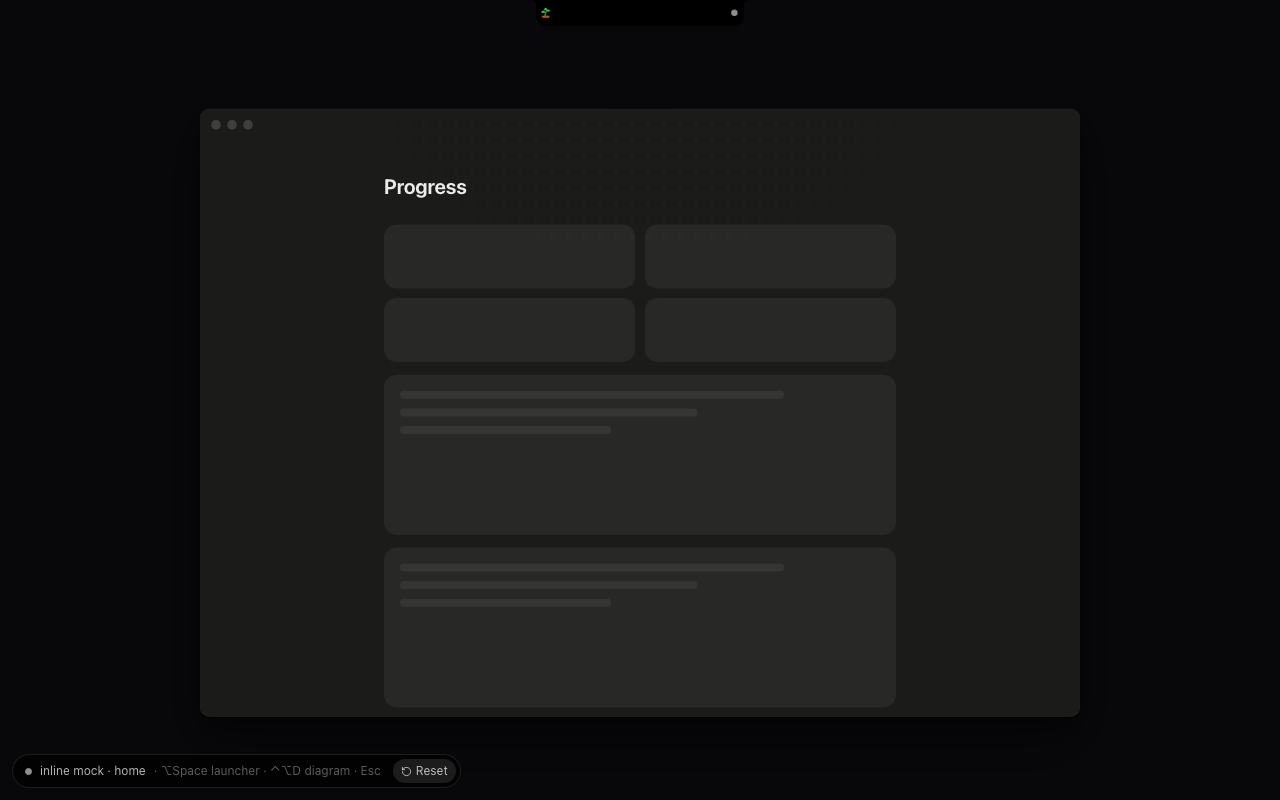 Progress
inline mock · home · ⌥Space launcher · ^⌥D diagram · Esc Reset